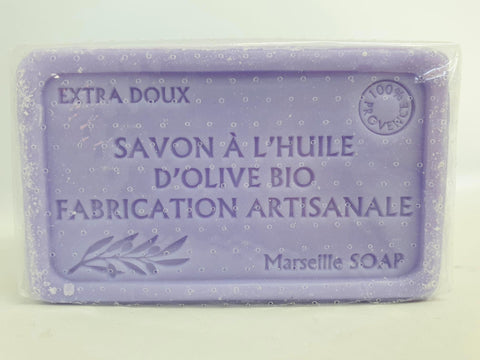 EXTRA DOUX
100%
PROVENCE
SAVON À L'HUILE
D'OLIVE BIO
FABRICATION ARTISANALE
Marseille SOAP